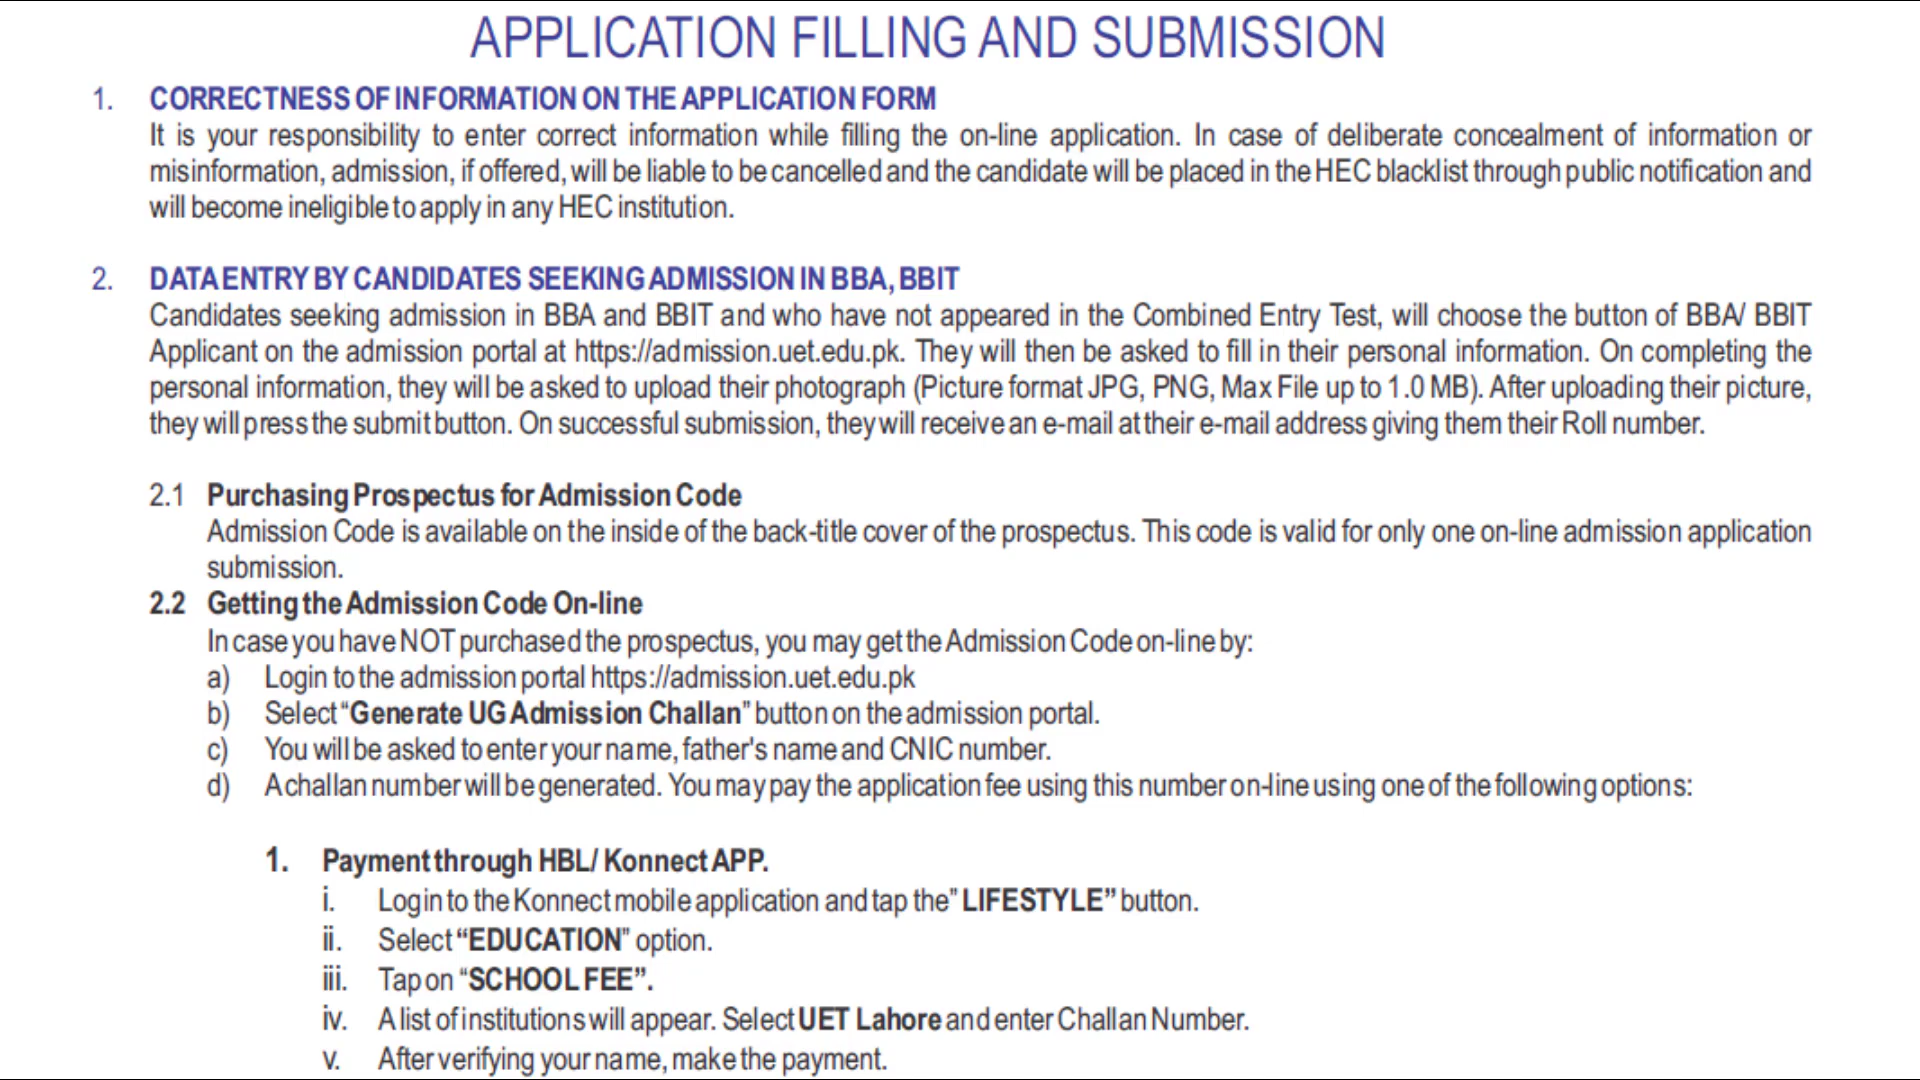 APPLICATION FILLING AND SUBMISSION
1. CORRECTNESS OF INFORMATION ON THE APPLICATION FORM
It is your responsibility to enter correct information while filling the on-line application. In case of deliberate concealment of information or
misinformation, admission, if offered, will be liable to be cancelled and the candidate will be placed in the HEC blacklist through public notification and
will become ineligible to apply in any HEC institution.
2. DATA ENTRY BY CANDIDATES SEEKING ADMISSION IN BBA, BBIT
Candidates seeking admission in BBA and BBIT and who have not appeared in the Combined Entry Test, will choose the button of BBA/ BBIT
Applicant on the admission portal at https://admission.uet.edu.pk. They will then be asked to fill in their personal information. On completing the
personal information, they will be asked to upload their photograph (Picture format JPG, PNG, Max File up to 1.0 MB). After uploading their picture,
they will press the submit button. On successful submission, they will receive an e-mail at their e-mail address giving them their Roll number.
2.1 Purchasing Prospectus for Admission Code
Admission Code is available on the inside of the back-title cover of the prospectus. This code is valid for only one on-line admission application
submission.
2.2 Getting the Admission Code On-line
In case you have NOT purchased the prospectus, you may get the Admission Code on-line by:
a) Login to the admission portal https://admission.uet.edu.pk
b) Select “Generate UG Admission Challan” button on the admission portal.
c) You will be asked to enter your name, father's name and CNIC number.
d) A challan number will be generated. You may pay the application fee using this number on-line using one of the following options:
1. Payment through HBL/ Konnect APP.
i. Login to the Konnect mobile application and tap the” LIFESTYLE” button.
ii. Select “EDUCATION” option.
iii. Tap on “SCHOOL FEE”.
iv. A list of institutions will appear. Select UET Lahore and enter Challan Number.
v. After verifying your name, make the payment.